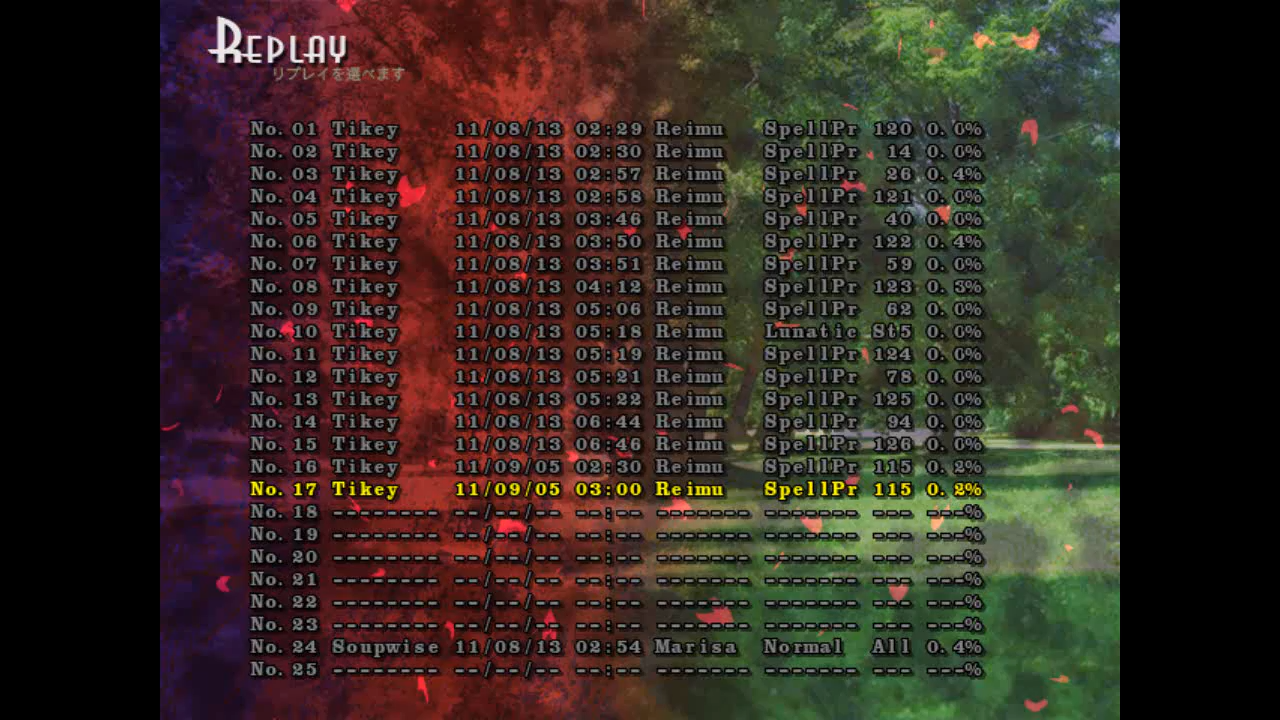 REPLAY
リプレイを選べます
No. 01 Tikey 11/08/13 02:29 Reimu SpellPr 120 0.0%
No. 02 Tikey 11/08/13 02:30 Reimu SpellPr 14 0.0%
No. 03 Tikey 11/08/13 02:57 Reimu SpellPr 26 0.4%
No. 04 Tikey 11/08/13 02:58 Reimu SpellPr 121 0.0%
No. 05 Tikey 11/08/13 03:46 Reimu SpellPr 40 0.0%
No. 06 Tikey 11/08/13 03:50 Reimu SpellPr 122 0.4%
No. 07 Tikey 11/08/13 03:51 Reimu SpellPr 59 0.0%
No. 08 Tikey 11/08/13 04:12 Reimu SpellPr 123 0.3%
No. 09 Tikey 11/08/13 05:06 Reimu SpellPr 62 0.0%
No. 10 Tikey 11/08/13 05:18 Reimu Lunatic St5 0.0%
No. 11 Tikey 11/08/13 05:19 Reimu SpellPr 124 0.0%
No. 12 Tikey 11/08/13 05:21 Reimu SpellPr 78 0.0%
No. 13 Tikey 11/08/13 05:22 Reimu SpellPr 125 0.0%
No. 14 Tikey 11/08/13 06:44 Reimu SpellPr 94 0.0%
No. 15 Tikey 11/08/13 06:46 Reimu SpellPr 126 0.0%
No. 16 Tikey 11/09/05 02:30 Reimu SpellPr 115 0.2%
No. 17 Tikey 11/09/05 03:00 Reimu SpellPr 115 0.2%
No. 18 -------- --/--/-- --:-- ------- ------- --- ---%
No. 19 -------- --/--/-- --:-- ------- ------- --- ---%
No. 20 -------- --/--/-- --:-- ------- ------- --- ---%
No. 21 -------- --/--/-- --:-- ------- ------- --- ---%
No. 22 -------- --/--/-- --:-- ------- ------- --- ---%
No. 23 -------- --/--/-- --:-- ------- ------- --- ---%
No. 24 Soupwise 11/08/13 02:54 Marisa Normal All 0.4%
No. 25 -------- --/--/-- --:-- ------- ------- --- ---%